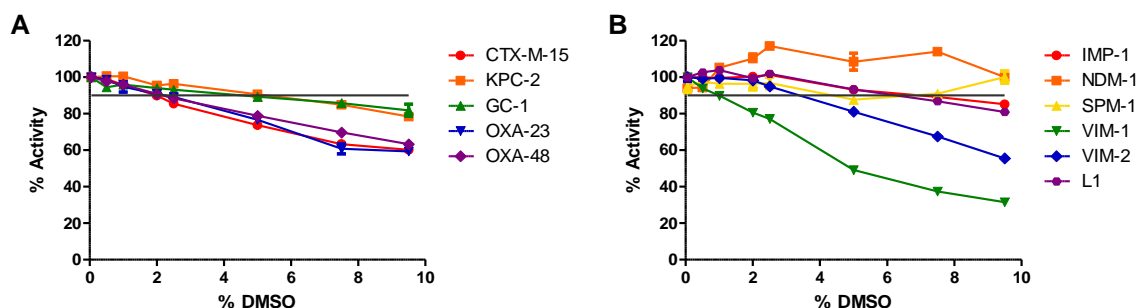 A
120
100
80
60
40
20
0
% Activity
0 2 4 6 8 10
% DMSO
CTX-M-15
KPC-2
GC-1
OXA-23
OXA-48
B
120
100
80
60
40
20
0
% Activity
0 2 4 6 8 10
% DMSO
IMP-1
NDM-1
SPM-1
VIM-1
VIM-2
L1